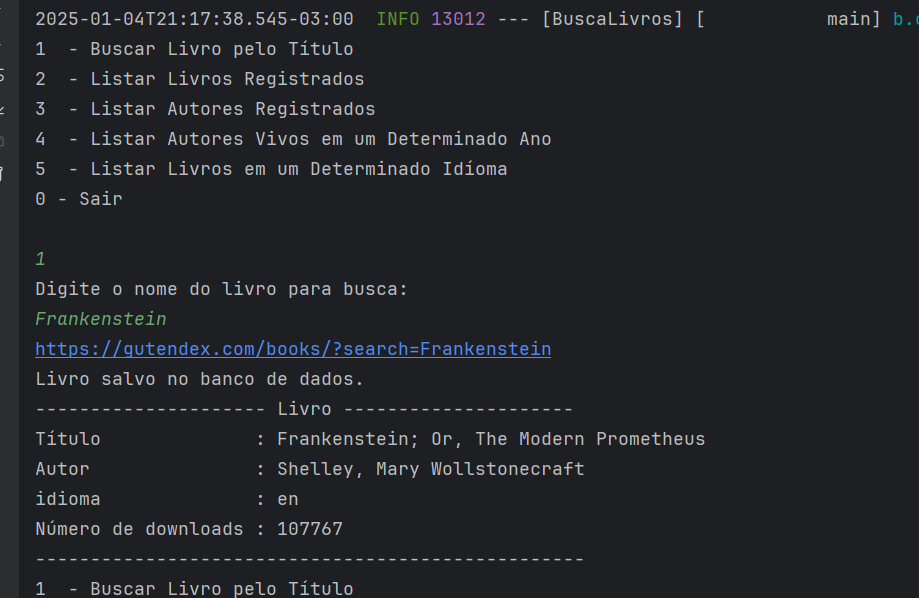 2025-01-04T21:17:38.545-03:00  INFO 13012 --- [BuscaLivros] [           main]
1  - Buscar Livro pelo Título
2  - Listar Livros Registrados
3  - Listar Autores Registrados
4  - Listar Autores Vivos em um Determinado Ano
5  - Listar Livros em um Determinado Idíoma
0 - Sair
1
Digite o nome do livro para busca:
Frankenstein
https://gutendex.com/books/?search=Frankenstein
Livro salvo no banco de dados.
--------------------- Livro ---------------------
Título              : Frankenstein; Or, The Modern Prometheus
Autor               : Shelley, Mary Wollstonecraft
idioma              : en
Número de downloads : 107767
--------------------------------------------------
1  - Buscar Livro pelo Título